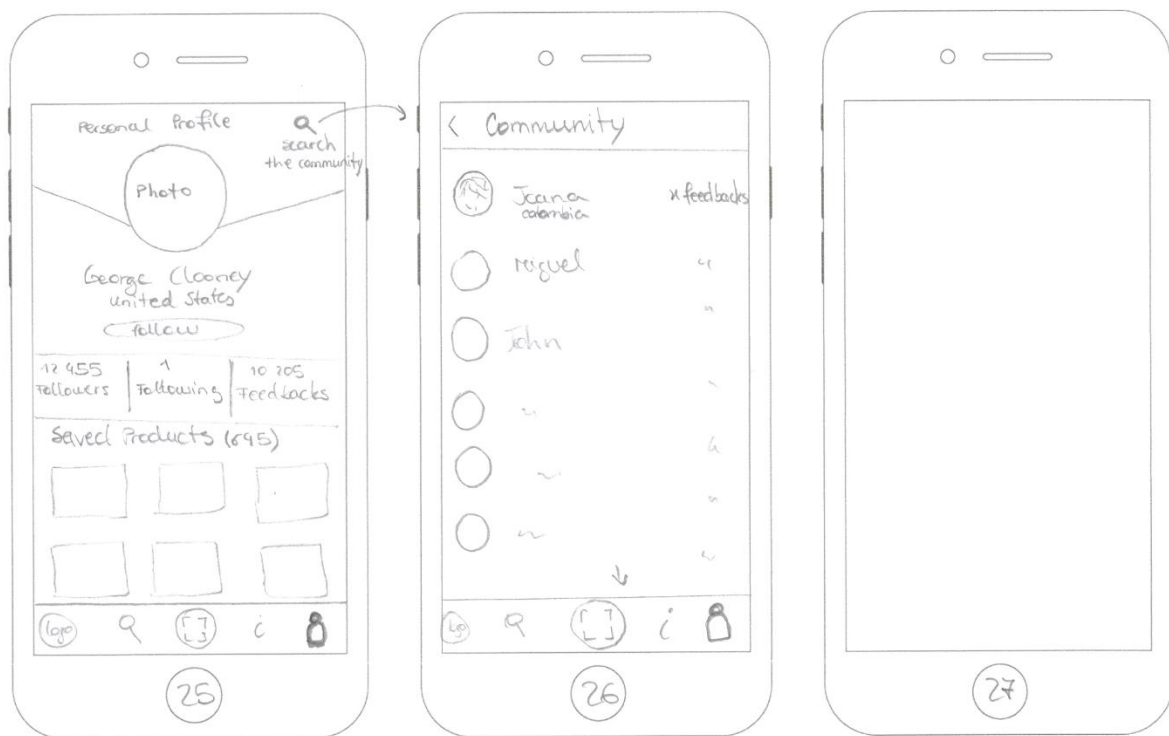 Personal Profile
search
the community
Photo
George Clooney
United States
follow
12 455
Followers
1
Following
10 205
Feedbacks
Saved Products (695)
logo
i
25
< Community
Joana
colombia
x feedbacks
Miguel
John
logo
i
26
27